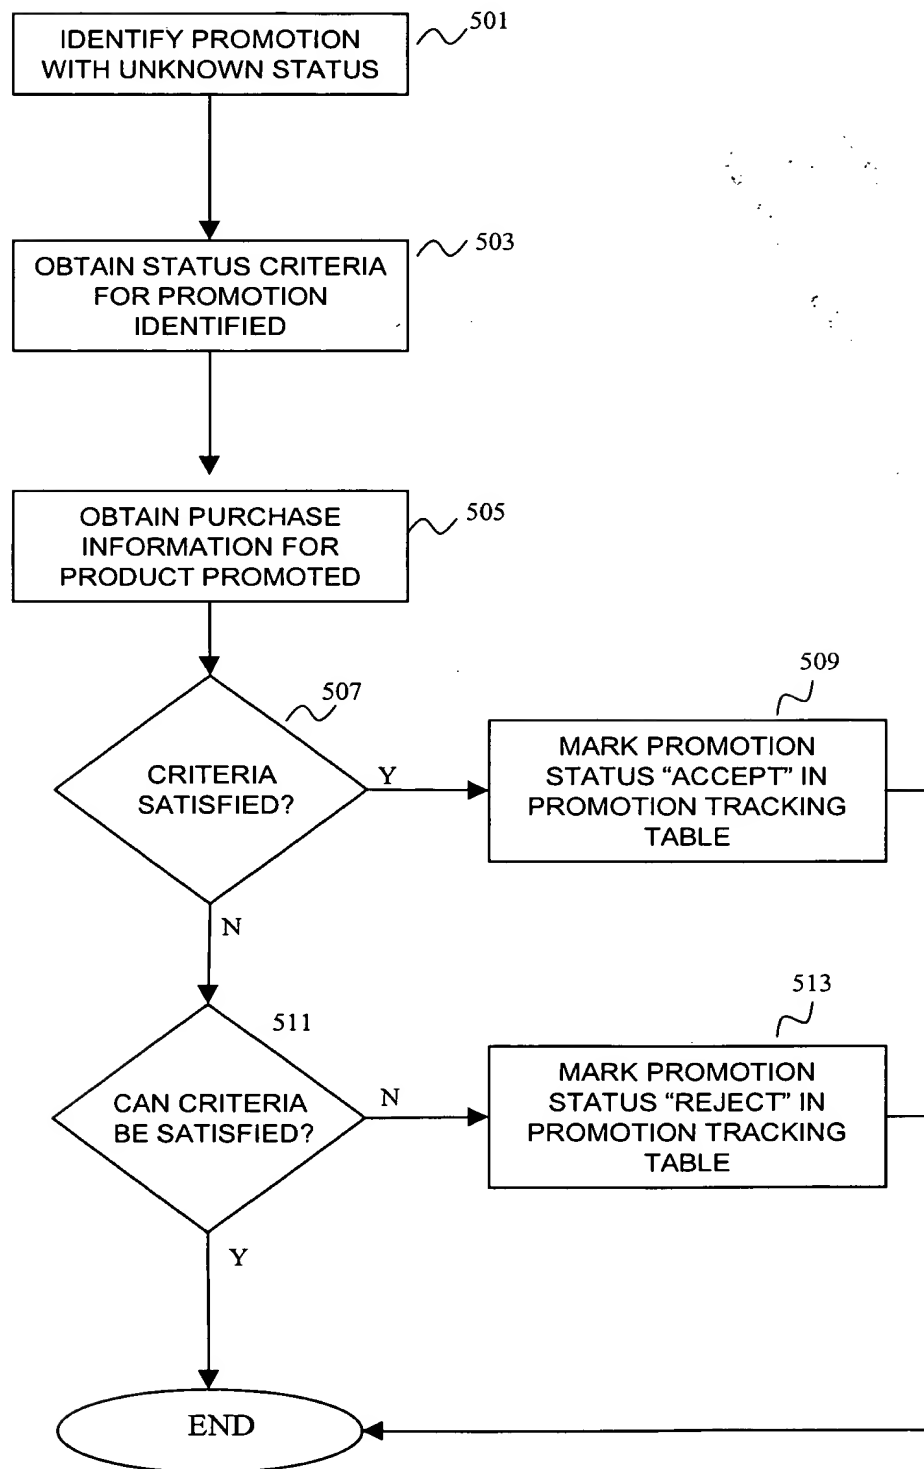 501
IDENTIFY PROMOTION
WITH UNKNOWN STATUS
503
OBTAIN STATUS CRITERIA
FOR PROMOTION
IDENTIFIED
505
OBTAIN PURCHASE
INFORMATION FOR
PRODUCT PROMOTED
507
CRITERIA
SATISFIED?
Y
N
509
MARK PROMOTION
STATUS “ACCEPT” IN
PROMOTION TRACKING
TABLE
511
CAN CRITERIA
BE SATISFIED?
N
Y
513
MARK PROMOTION
STATUS “REJECT” IN
PROMOTION TRACKING
TABLE
END